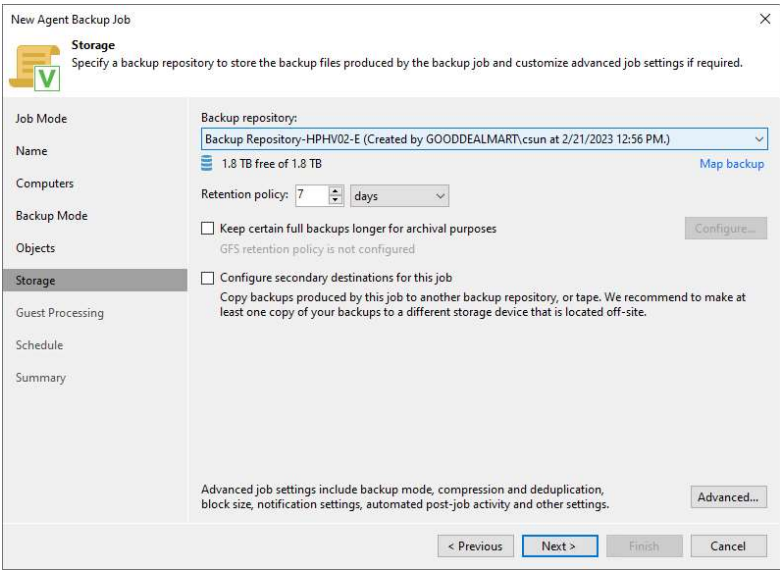 New Agent Backup Job
Storage
Specify a backup repository to store the backup files produced by the backup job and customize advanced job settings if required.
V
Job Mode
Name
Computers
Backup Mode
Objects
Storage
Guest Processing
Schedule
Summary
Backup repository:
Backup Repository-HPHV02-E (Created by GOODDEALMART\csun at 2/21/2023 12:56 PM.)
1.8 TB free of 1.8 TB
Map backup
Retention policy: 7 days
Keep certain full backups longer for archival purposes
Configure...
GFS retention policy is not configured
Configure secondary destinations for this job
Copy backups produced by this job to another backup repository, or tape. We recommend to make at
least one copy of your backups to a different storage device that is located off-site.
Advanced job settings include backup mode, compression and deduplication,
block size, notification settings, automated post-job activity and other settings.
Advanced...
< Previous
Next >
Finish
Cancel